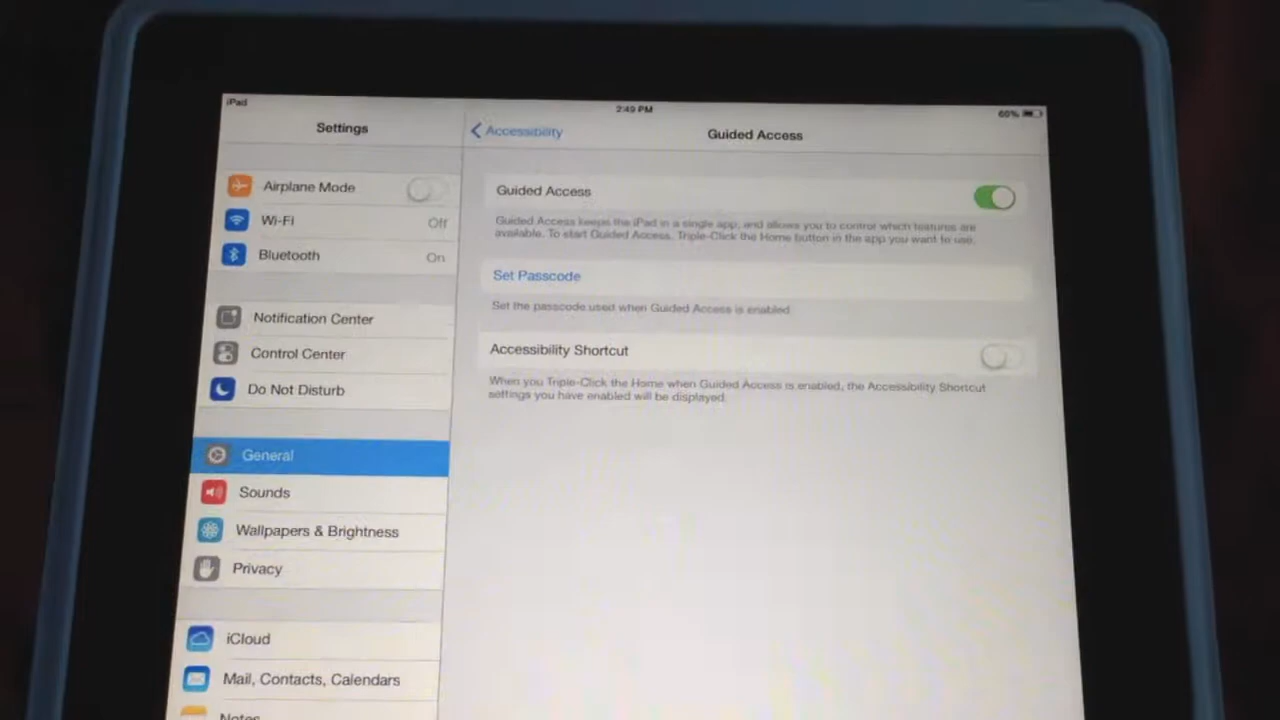 iPad
2:49 PM
60%
Settings
Accessibility
Guided Access
Airplane Mode
Wi-Fi
Off
Bluetooth
On
Notification Center
Control Center
Do Not Disturb
General
Sounds
Wallpapers & Brightness
Privacy
iCloud
Mail, Contacts, Calendars
Notes
Guided Access
Guided Access keeps the iPad in a single app, and allows you to control which features are
available. To start Guided Access, Triple-Click the Home button in the app you want to use.
Set Passcode
Set the passcode used when Guided Access is enabled.
Accessibility Shortcut
When you Triple-Click the Home when Guided Access is enabled, the Accessibility Shortcut
settings you have enabled will be displayed.